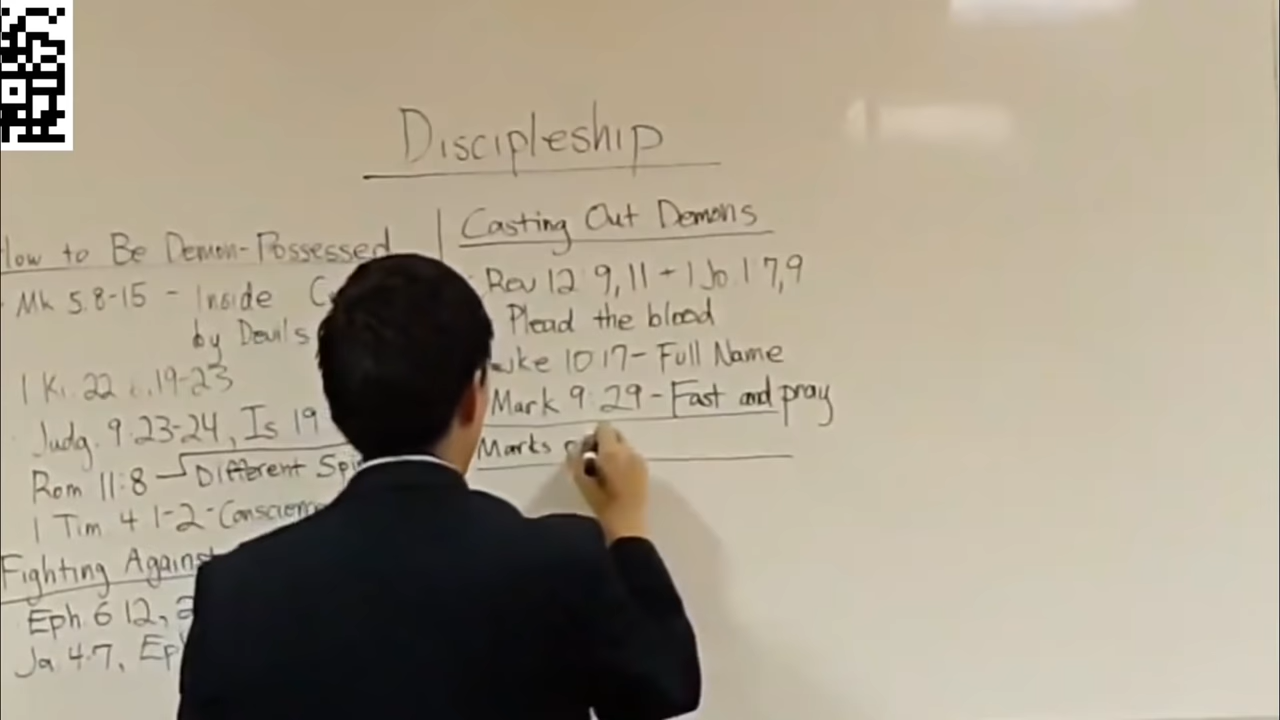 Discipleship
How to Be Demon-Possessed
Mk 5:8-15 - Inside
by Devils
1 Ki. 22 19-23
Judg. 9:23-24, Is 19
Rom 11:8 Different
1 Tim 4 1-2-
Fighting Against
Eph. 6 12,
Ja. 4:7,
Casting Out Demons
Rev 12 9,11 + 1 Jo. 1 7,9
Plead the blood
Luke 10 17- Full Name
Mark 9:29 - Fast and pray
Marks